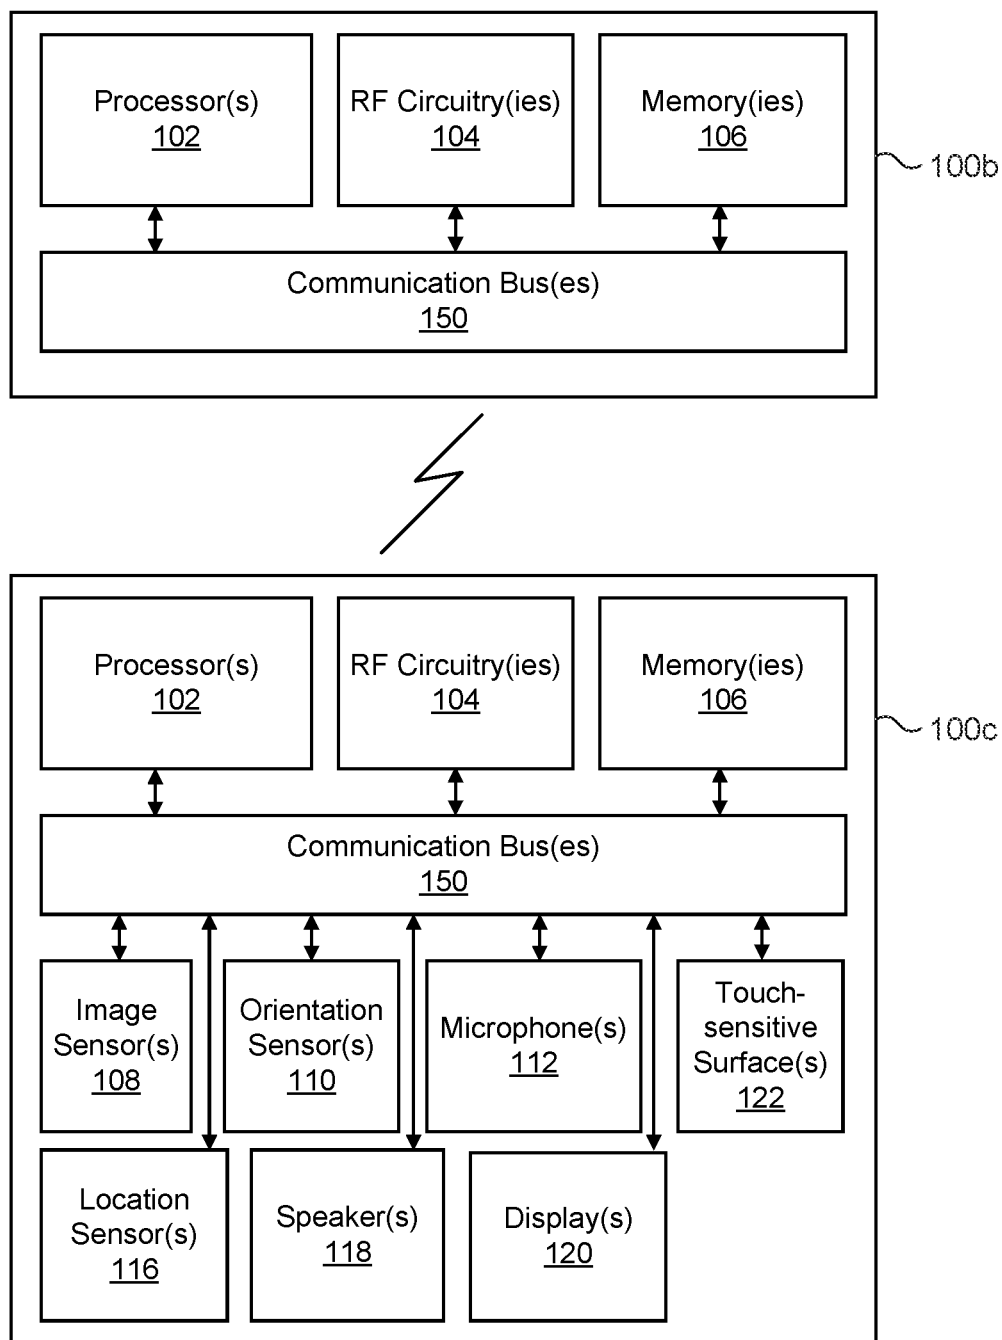 Processor(s)
102
RF Circuitry(ies)
104
Memory(ies)
106
100b
Communication Bus(es)
150
Processor(s)
102
RF Circuitry(ies)
104
Memory(ies)
106
100c
Communication Bus(es)
150
Image
Sensor(s)
108
Orientation
Sensor(s)
110
Microphone(s)
112
Touch-
sensitive
Surface(s)
122
Location
Sensor(s)
116
Speaker(s)
118
Display(s)
120